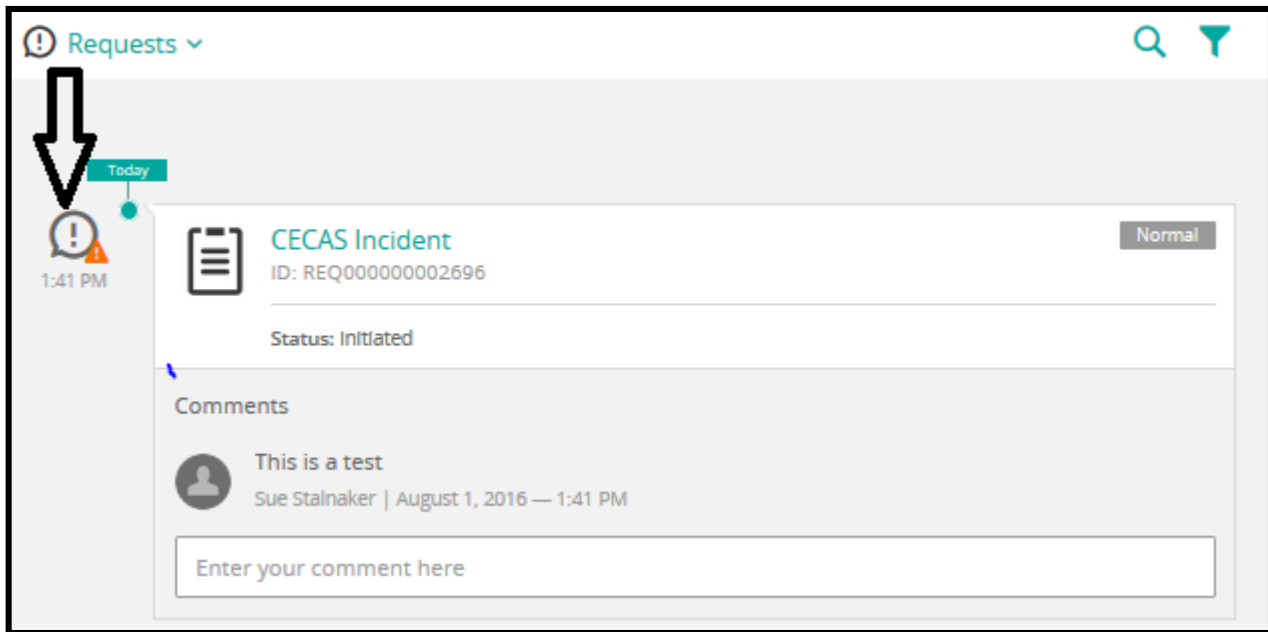 Requests
Today
1:41 PM
CECAS Incident
Normal
ID: REQ000000002696
Status: Initiated
Comments
This is a test
Sue Stalnaker | August 1, 2016 — 1:41 PM
Enter your comment here